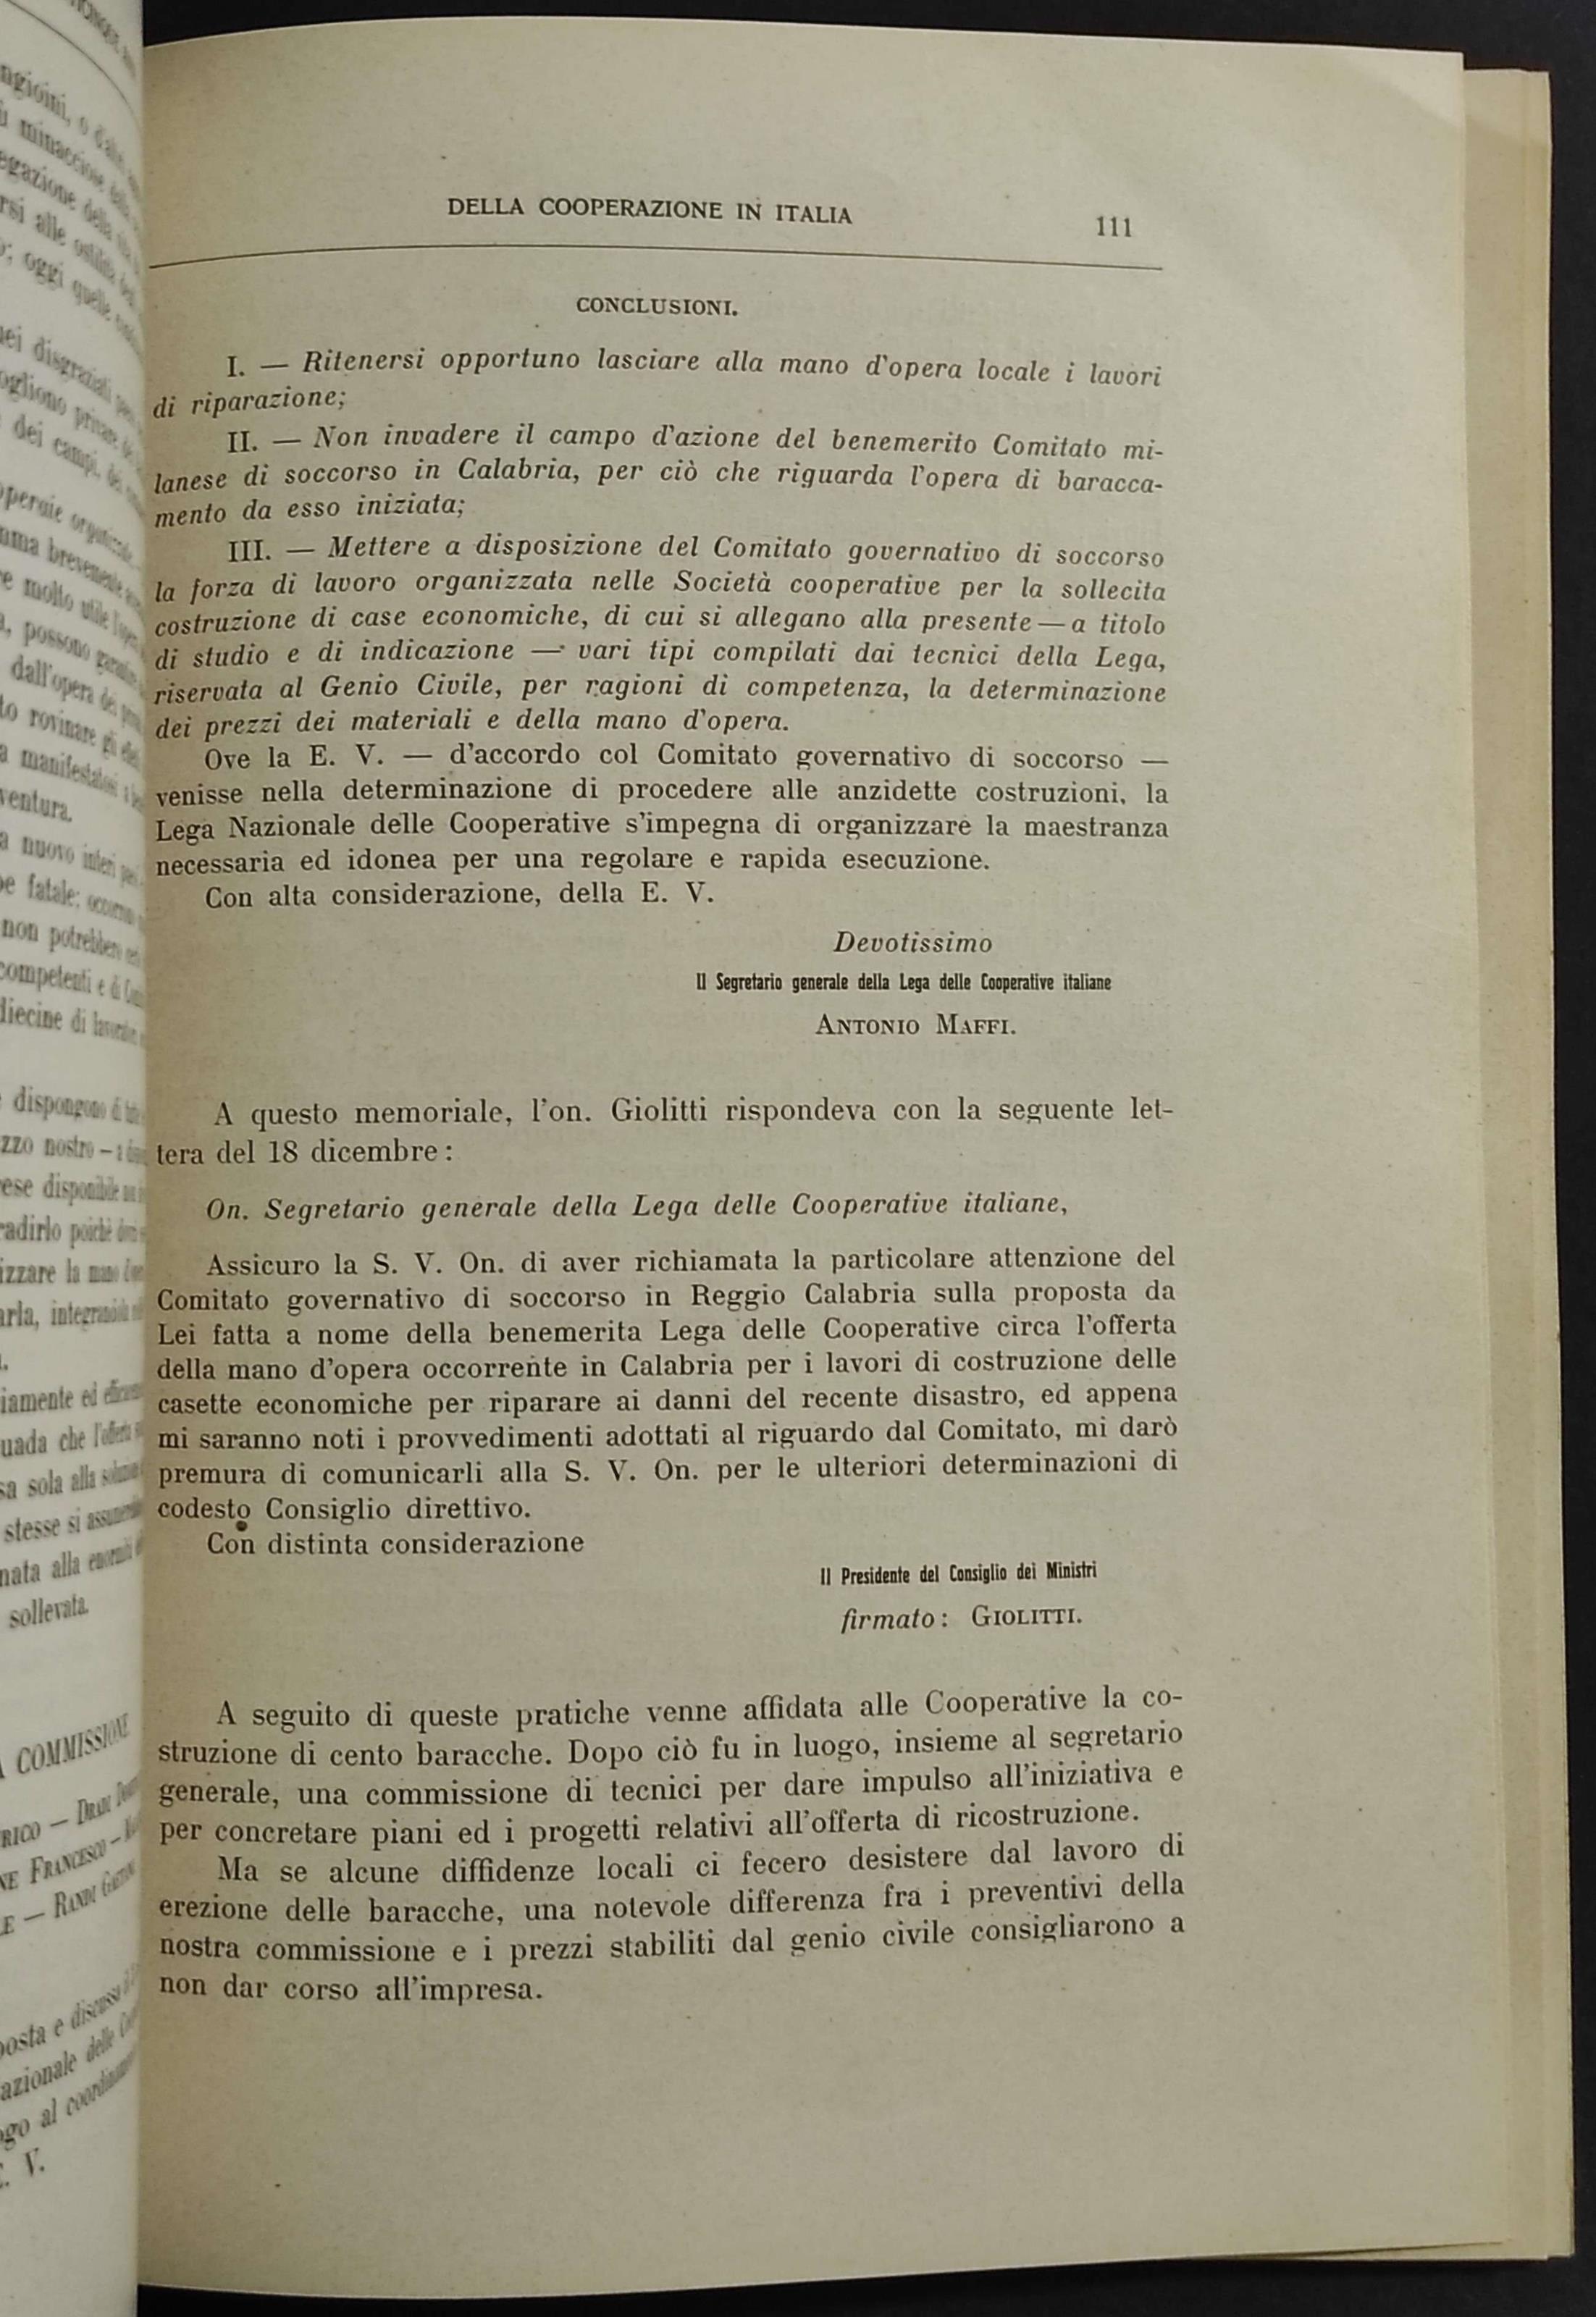 DELLA COOPERAZIONE IN ITALIA
111
CONCLUSIONI.
I. — Ritenersi opportuno lasciare alla mano d'opera locale i lavori
di riparazione;
II. — Non invadere il campo d'azione del benemerito Comitato mi-
lanese di soccorso in Calabria, per ciò che riguarda l'opera di baracca-
mento da esso iniziata;
III. — Mettere a disposizione del Comitato governativo di soccorso
la forza di lavoro organizzata nelle Società cooperative per la sollecita
costruzione di case economiche, di cui si allegano alla presente — a titolo
di studio e di indicazione — vari tipi compilati dai tecnici della Lega,
riservata al Genio Civile, per ragioni di competenza, la determinazione
dei prezzi dei materiali e della mano d'opera.
Ove la E. V. — d'accordo col Comitato governativo di soccorso —
venisse nella determinazione di procedere alle anzidette costruzioni, la
Lega Nazionale delle Cooperative s'impegna di organizzare la maestranza
necessaria ed idonea per una regolare e rapida esecuzione.
Con alta considerazione, della E. V.
Devotissimo
Il Segretario generale della Lega delle Cooperative italiane
ANTONIO MAFFI.
A questo memoriale, l'on. Giolitti rispondeva con la seguente let-
tera del 18 dicembre :
On. Segretario generale della Lega delle Cooperative italiane,
Assicuro la S. V. On. di aver richiamata la particolare attenzione del
Comitato governativo di soccorso in Reggio Calabria sulla proposta da
Lei fatta a nome della benemerita Lega delle Cooperative circa l'offerta
della mano d'opera occorrente in Calabria per i lavori di costruzione delle
casette economiche per riparare ai danni del recente disastro, ed appena
mi saranno noti i provvedimenti adottati al riguardo dal Comitato, mi darò
premura di comunicarli alla S. V. On. per le ulteriori determinazioni di
codesto Consiglio direttivo.
Con distinta considerazione
Il Presidente del Consiglio dei Ministri
firmato : GIOLITTI.
A seguito di queste pratiche venne affidata alle Cooperative la co-
struzione di cento baracche. Dopo ciò fu in luogo, insieme al segretario
generale, una commissione di tecnici per dare impulso all'iniziativa e
per concretare piani ed i progetti relativi all'offerta di ricostruzione.
Ma se alcune diffidenze locali ci fecero desistere dal lavoro di
erezione delle baracche, una notevole differenza fra i preventivi della
nostra commissione e i prezzi stabiliti dal genio civile consigliarono a
non dar corso all'impresa.